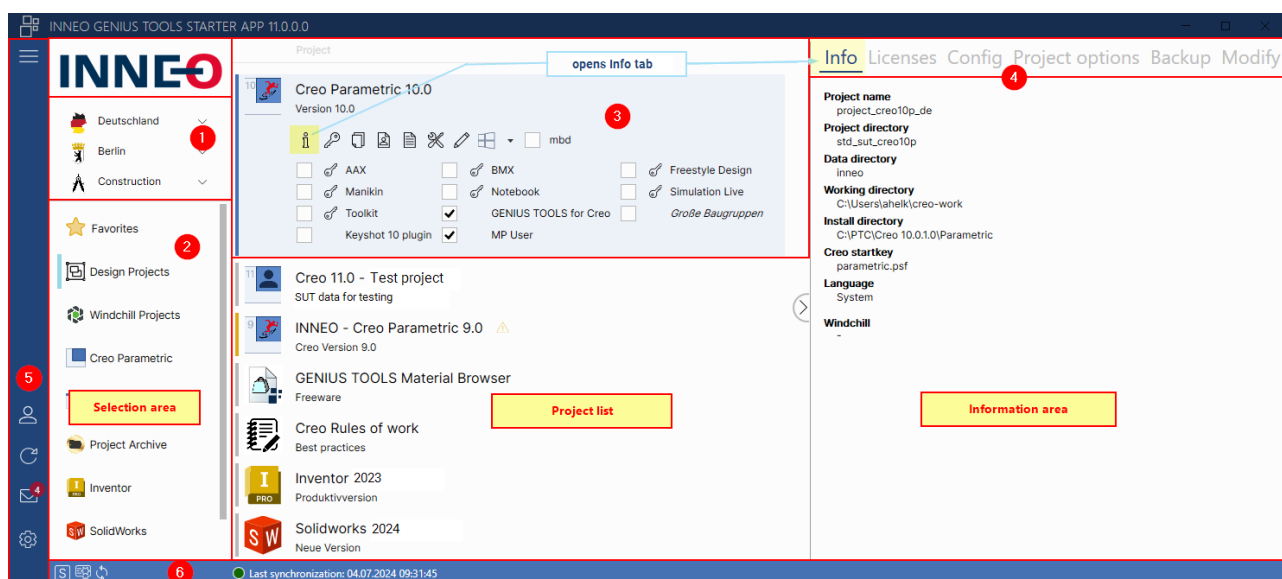 INNEO GENIUS TOOLS STARTER APP 11.0.0.0
INNEO
1
Deutschland
Berlin
Construction
2
Favorites
Design Projects
Windchill Projects
Creo Parametric
Selection area
Project Archive
Inventor
SolidWorks
5
4
Project
opens Info tab
10
Creo Parametric 10.0
Version 10.0
3
mbd
AAX BMX Freestyle Design
Manikin Notebook Simulation Live
Toolkit GENIUS TOOLS for Creo Große Baugruppen
Keyshot 10 plugin MP User
11
Creo 11.0 - Test project
SUT data for testing
9
INNEO - Creo Parametric 9.0
Creo Version 9.0
GENIUS TOOLS Material Browser
Freeware
Project list
Creo Rules of work
Best practices
I
PRO
Inventor 2023
Produktivversion
SW
Solidworks 2024
Neue Version
Info Licenses Config Project options Backup Modify
4
Project name
project_creo10p_de
Project directory
std_sut_creo10p
Data directory
inneo
Working directory
C:\Users\ahelk\creo-work
Install directory
C:\PTC\Creo 10.0.1.0\Parametric
Creo startkey
parametric.psf
Language
System
Windchill
-
Information area
S
6
Last synchronization: 04.07.2024 09:31:45